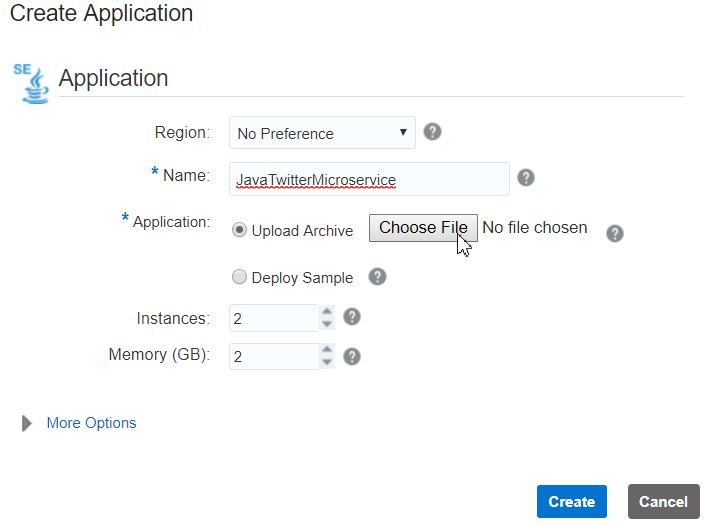 Create Application
SE Application
Region: No Preference ?
* Name: JavaTwitterMicroservice ?
* Application: Upload Archive Choose File No file chosen ?
Deploy Sample ?
Instances: 2 ?
Memory (GB): 2 ?
More Options
Create Cancel